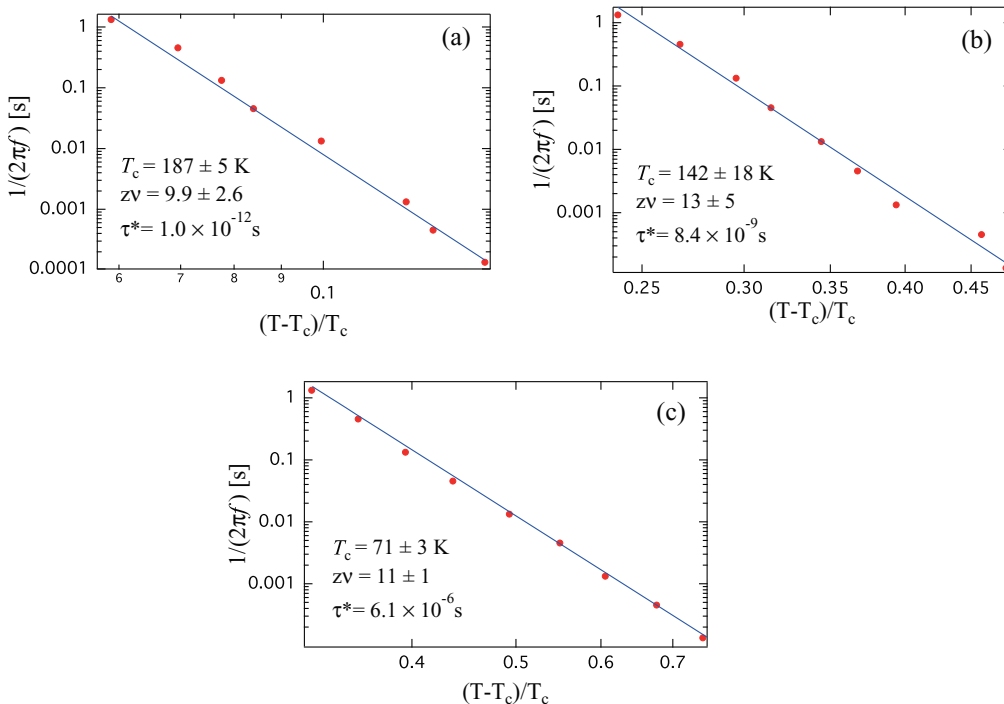 (a)
1/(2πf) [s]
1
0.1
0.01
0.001
0.0001
T_c = 187 ± 5 K
zν = 9.9 ± 2.6
τ*= 1.0 × 10^-12 s
6 7 8 9 0.1
(T-T_c)/T_c
(b)
1/(2πf) [s]
1
0.1
0.01
0.001
T_c = 142 ± 18 K
zν = 13 ± 5
τ*= 8.4 × 10^-9 s
0.25 0.30 0.35 0.40 0.45
(T-T_c)/T_c
(c)
1/(2πf) [s]
1
0.1
0.01
0.001
T_c = 71 ± 3 K
zν = 11 ± 1
τ*= 6.1 × 10^-6 s
0.4 0.5 0.6 0.7
(T-T_c)/T_c